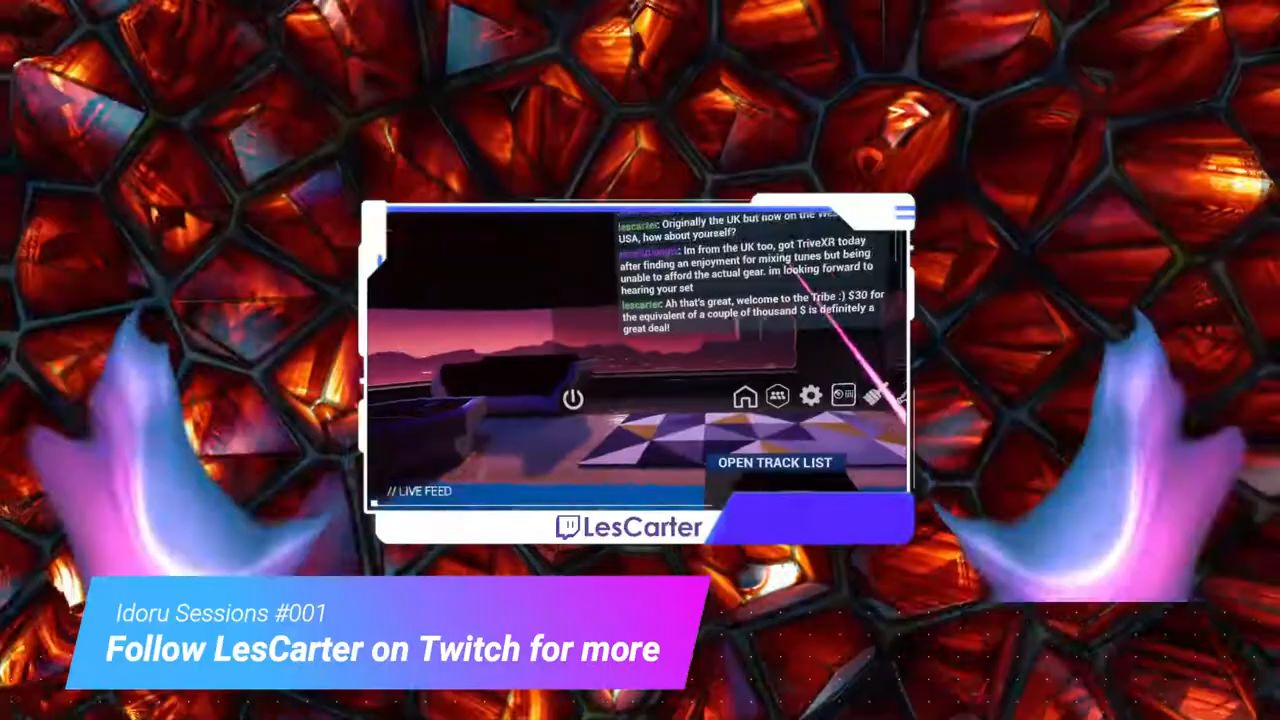 lescarter: Originally the UK but now on the
USA, how about yourself?
: Im from the UK too, got TriveXR today
after finding an enjoyment for mixing tunes but being
unable to afford the actual gear. im looking forward to
hearing your set
lescarter: Ah that's great, welcome to the Tribe :) $30 for
the equivalent of a couple of thousand $ is definitely a
great deal!
OPEN TRACK LIST
// LIVE FEED
LesCarter
Idoru Sessions #001
Follow LesCarter on Twitch for more